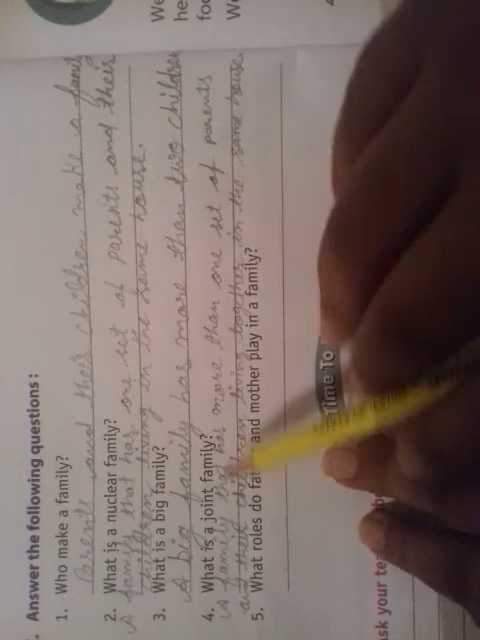 Answer the following questions :
1. Who make a family?
Parents and their children make a family
2. What is a nuclear family?
A family that has one set of parents and their
children living in the same house.
3. What is a big family?
A big family has more than two children
4. What is a joint family?
A family that has more than one set of parents
and their children living together in the same house.
5. What roles do and mother play in a family?
Time To
We